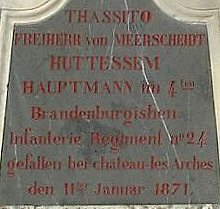 THASSILO
FREIHERR von MEERSCHEIDT
HÜTTESSEM
HAUPTMANN im 4ten
Brandenburgishen
Infanterie Regiment No 24
gefallen bei chateau-les Arches
den 11ten Januar 1871.